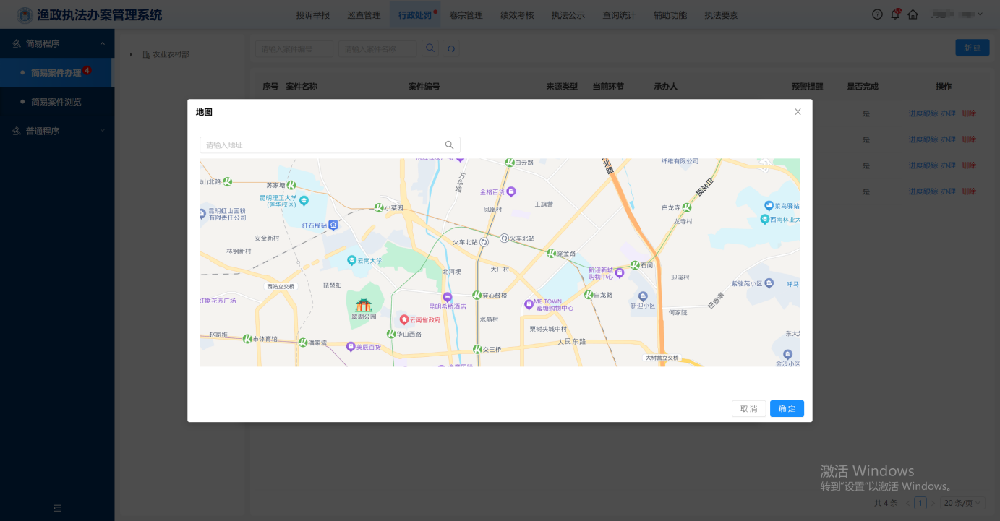 渔政执法办案管理系统 投诉举报 巡查管理 行政处罚 卷宗管理 绩效考核 执法公示 查询统计 辅助功能 执法要素
简易程序
简易案件办理 4
简易案件浏览
普通程序
农业农村部
请输入案件编号 请输入案件名称 新 建
序号 案件名称 案件编号 来源类型 当前环节 承办人 预警提醒 是否完成 操作
是 进度跟踪 办理 删除
是 进度跟踪 办理 删除
是 进度跟踪 办理 删除
是 进度跟踪 办理 删除
地图
请输入地址
白云路
纤维有限公司
万华路
北路
白龙路
山北路
苏家塘
金格百货
昆明理工大学
(莲华校区)
王旗营
小菜园
凤凰村
白龙寺
菜鸟驿站
昆明虹山面粉
有限责任公司
西南林业大
龙寺村
红石榴站
安全新村
火车北站
火车北站
林钢新村
穿金路
云南大学
石闸
北河埂
大厂村
新迎新城
购物中心
迎溪村
西站立交桥
琵琶扣
紫骏苑小区
呼马
红联花园广场
穿心鼓楼
白龙路
昆明希桥酒店
ME TOWN
蜜糖购物中心
新迎小区
何家院
翠湖公园
云南省政府
水晶村
栗树头城中村
赵家堆
市体育馆
潘家湾
华山西路
人民东路
东大
美辰百货
交三桥
大树营立交桥
金沙小区
取 消 确 定
激活 Windows
转到"设置"以激活 Windows。
共 4 条 1 20 条/页